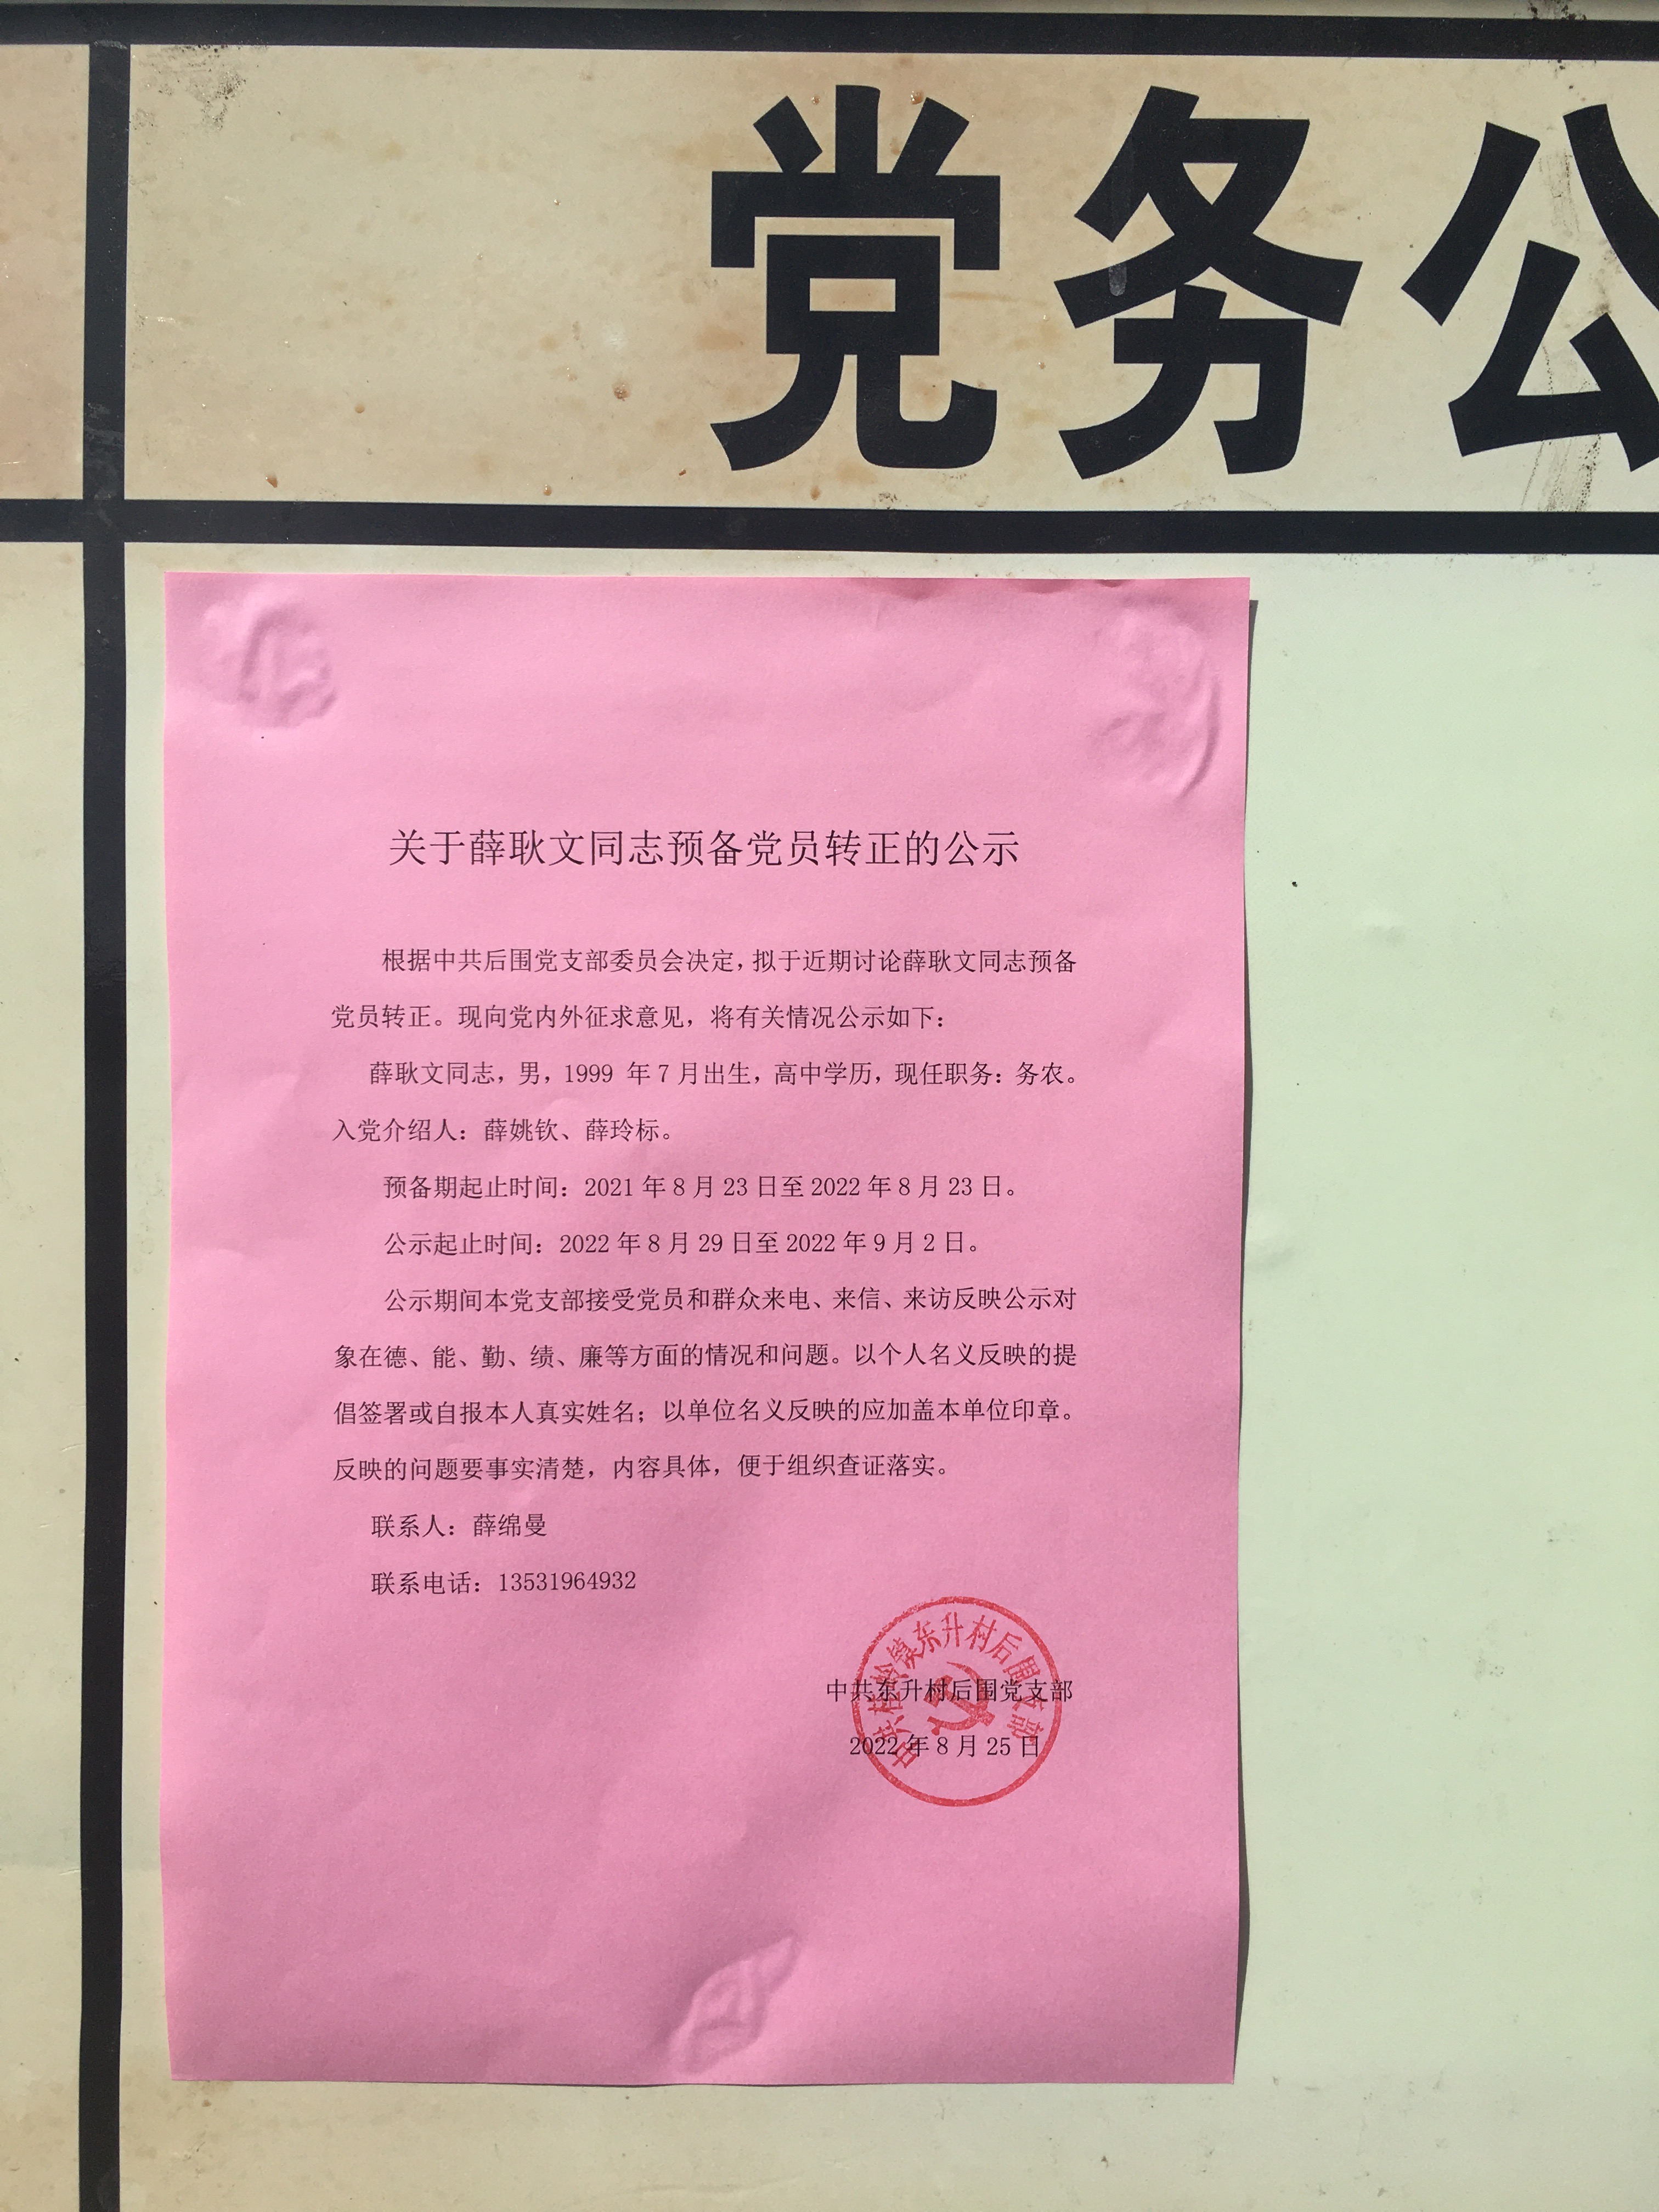 党务公
关于薛耿文同志预备党员转正的公示
根据中共后围党支部委员会决定，拟于近期讨论薛耿文同志预备
党员转正。现向党内外征求意见，将有关情况公示如下：
薛耿文同志，男，1999 年 7 月出生，高中学历，现任职务：务农。
入党介绍人：薛姚钦、薛玲标。
预备期起止时间：2021 年 8 月 23 日至 2022 年 8 月 23 日。
公示起止时间：2022 年 8 月 29 日至 2022 年 9 月 2 日。
公示期间本党支部接受党员和群众来电、来信、来访反映公示对
象在德、能、勤、绩、廉等方面的情况和问题。以个人名义反映的提
倡签署或自报本人真实姓名；以单位名义反映的应加盖本单位印章。
反映的问题要事实清楚，内容具体，便于组织查证落实。
联系人：薛绵曼
联系电话：13531964932
中共东升村后围党支部
2022 年 8 月 25 日
镇东升村后围支部